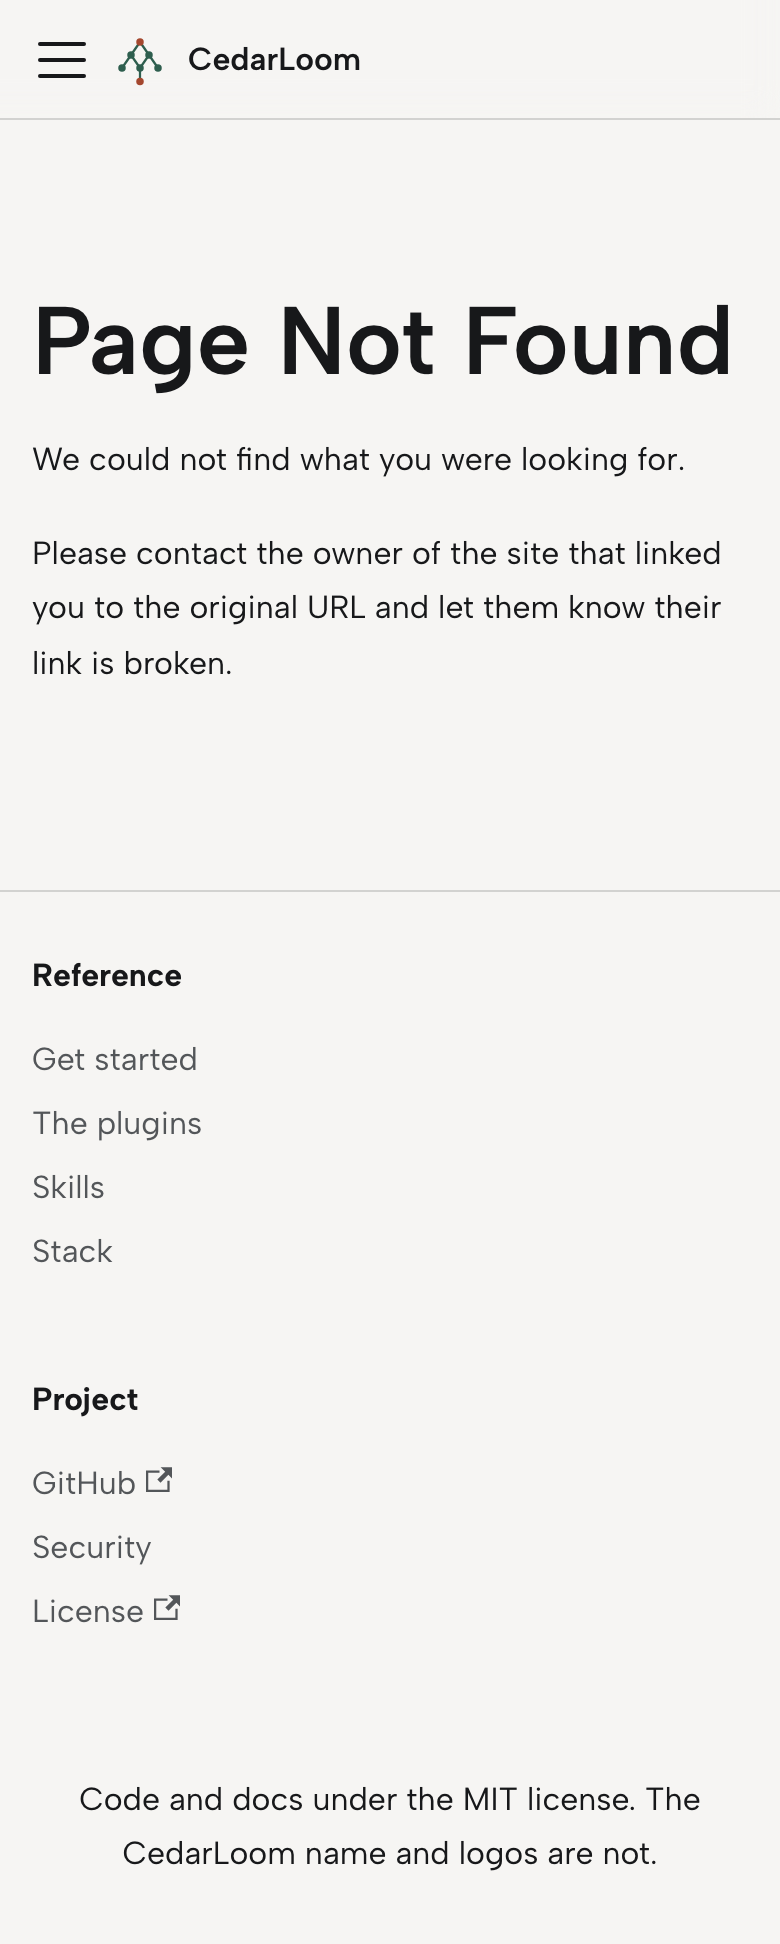 CedarLoom
Page Not Found
We could not find what you were looking for.
Please contact the owner of the site that linked
you to the original URL and let them know their
link is broken.
Reference
Get started
The plugins
Skills
Stack
Project
GitHub
Security
License
Code and docs under the MIT license. The
CedarLoom name and logos are not.